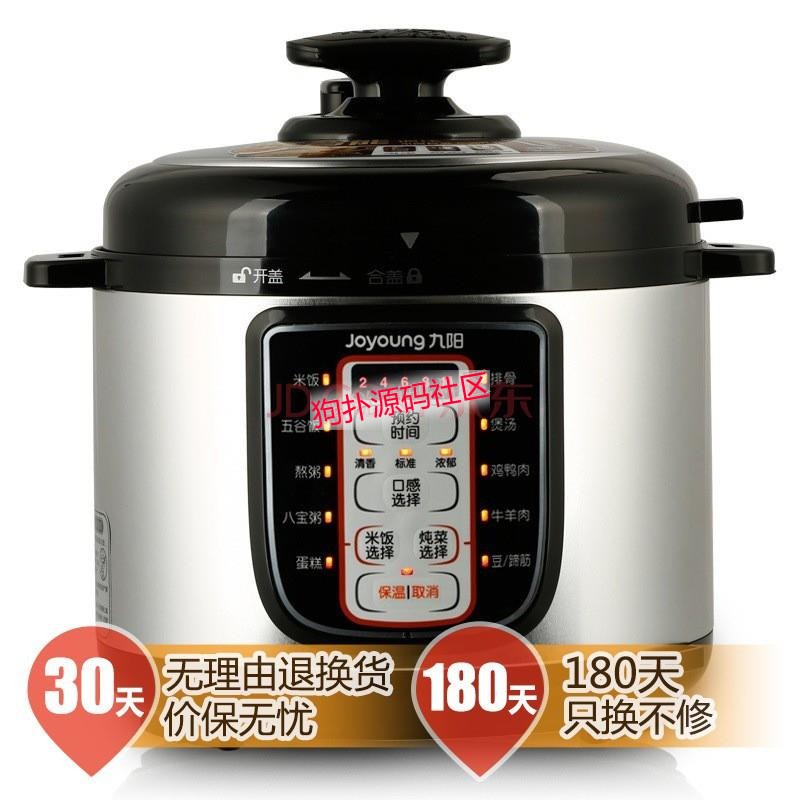 开盖 合盖
Joyoung 九阳
米饭 2 4 6 8 排骨
狗扑源码社区
五谷饭 预约 煲汤
时间
清香 标准 浓郁
熬粥 口感 鸡鸭肉
选择
八宝粥 米饭 炖菜 牛羊肉
选择 选择
蛋糕 豆/蹄筋
保温|取消
30天 无理由退换货 180天 180天
价保无忧 只换不修